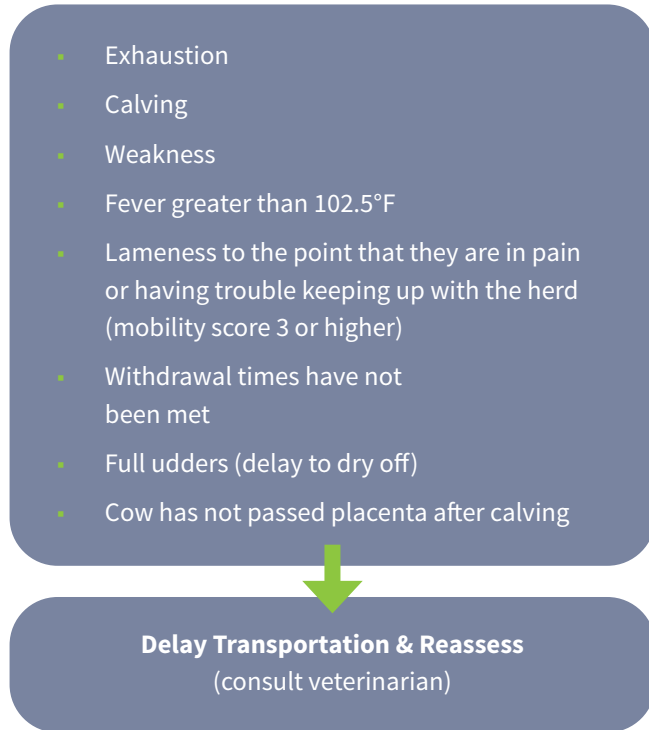 Exhaustion
Calving
Weakness
Fever greater than 102.5°F
Lameness to the point that they are in pain
or having trouble keeping up with the herd
(mobility score 3 or higher)
Withdrawal times have not
been met
Full udders (delay to dry off)
Cow has not passed placenta after calving
Delay Transportation & Reassess
(consult veterinarian)